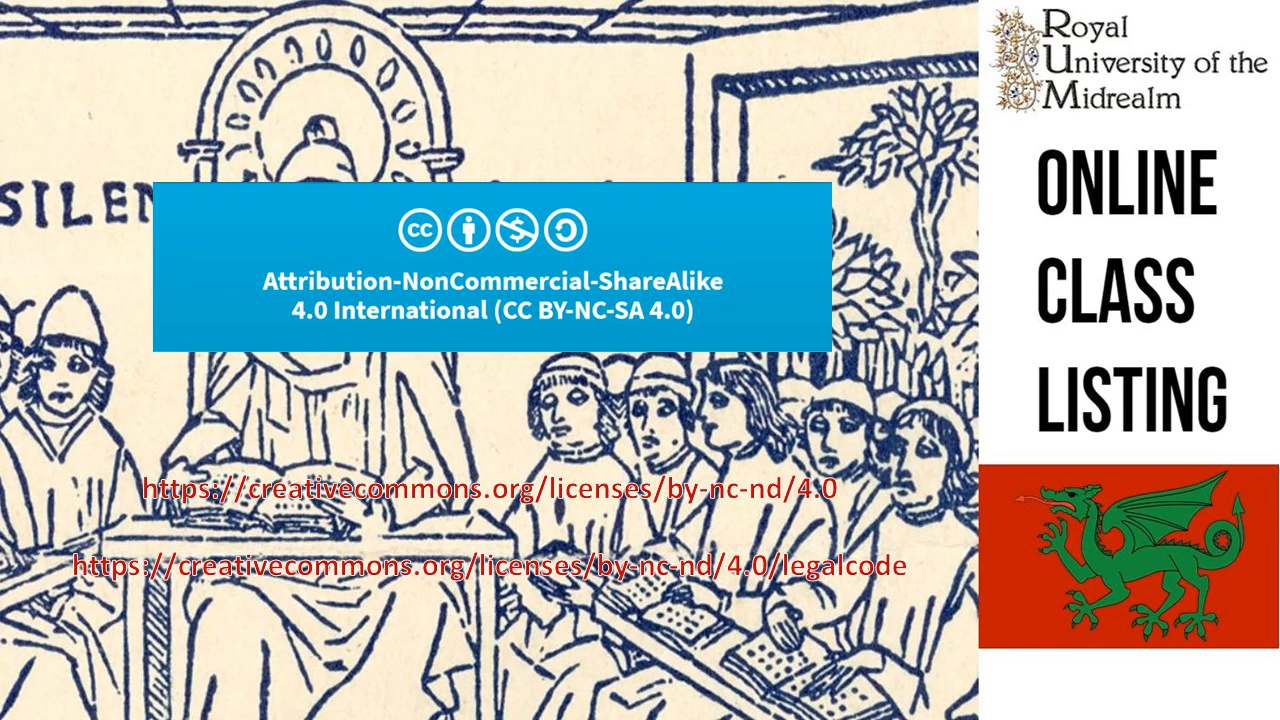 SILEN
cc
Attribution-NonCommercial-ShareAlike
4.0 International (CC BY-NC-SA 4.0)
https://creativecommons.org/licenses/by-nc-nd/4.0
https://creativecommons.org/licenses/by-nc-nd/4.0/legalcode
Royal
University of the
Midrealm
ONLINE
CLASS
LISTING